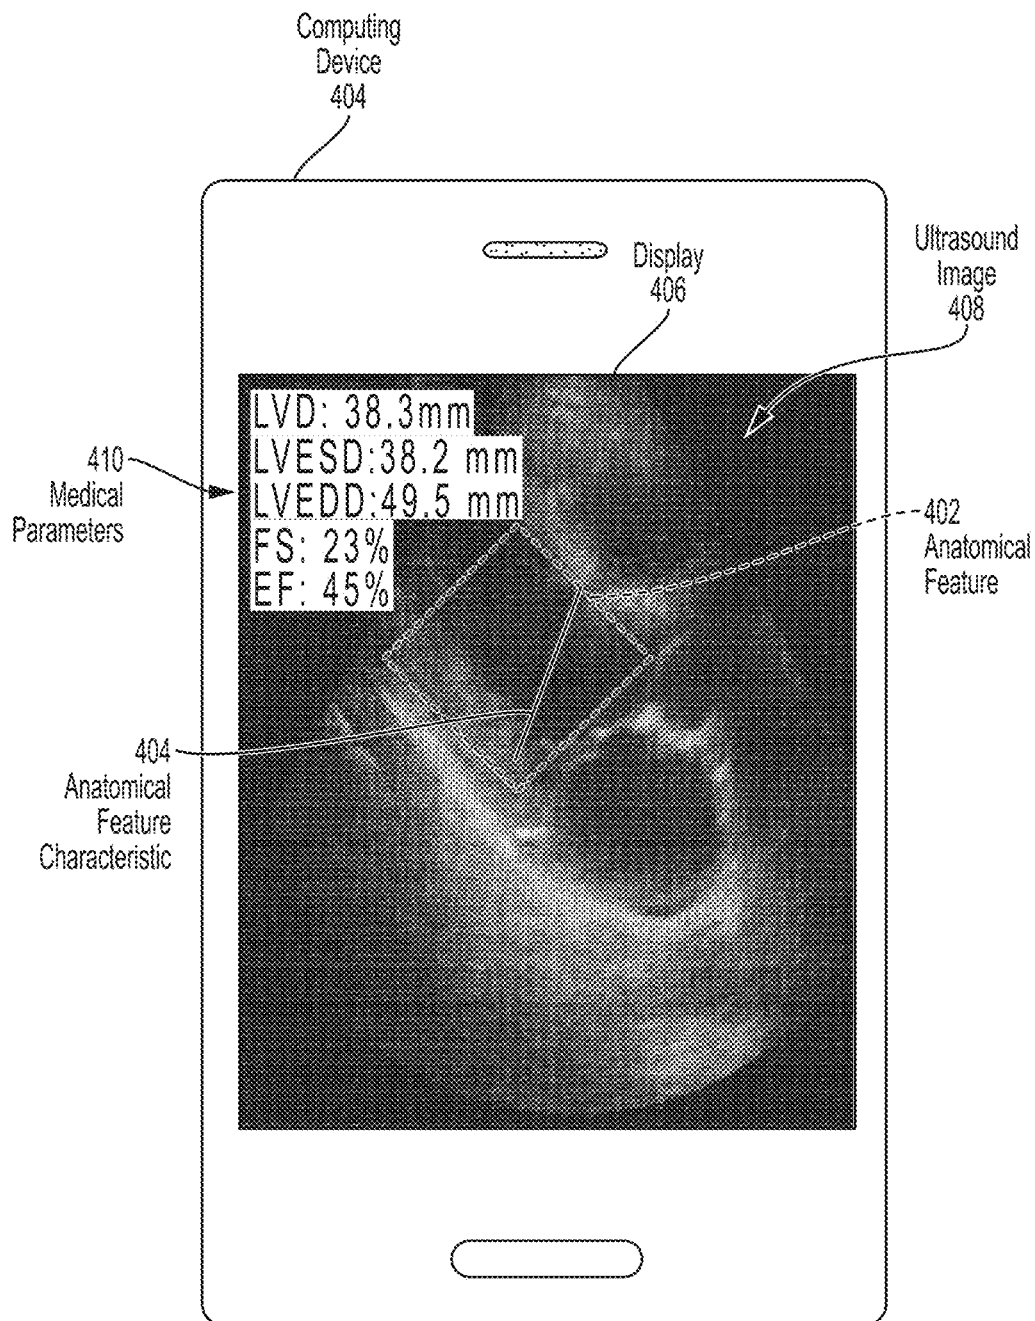 Computing
Device
404
Display
406
Ultrasound
Image
408
LVD: 38.3mm
LVESD:38.2 mm
LVEDD:49.5 mm
FS: 23%
EF: 45%
410
Medical
Parameters
402
Anatomical
Feature
404
Anatomical
Feature
Characteristic